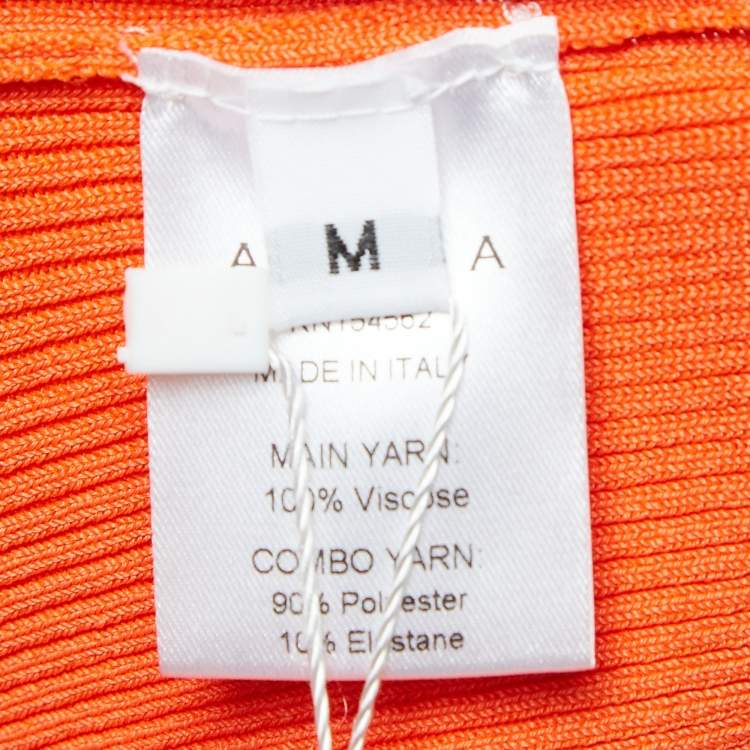 M
MADE IN ITALY
MAIN YARN:
100% Viscose
COMBO YARN:
90% Polyester
10% Elastane